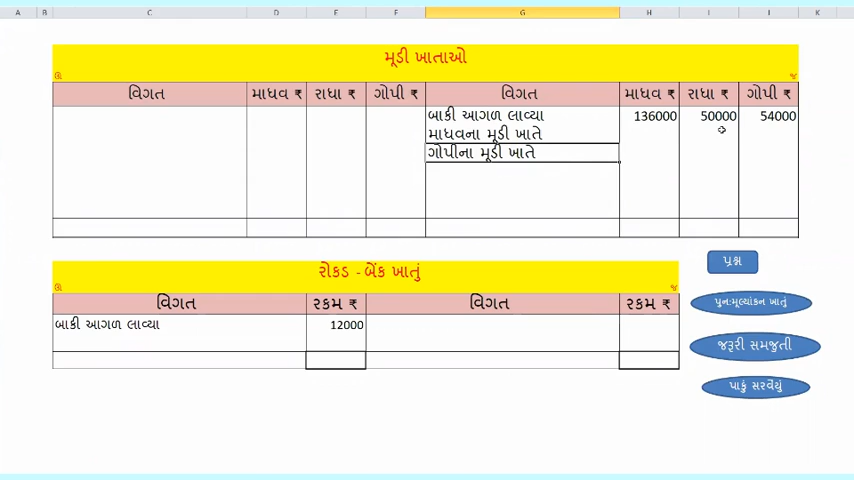 A B C D E F G H I J K
મૂડી ખાતાઓ
ઉ જ
વિગત માધવ ₹ રાધા ₹ ગોપી ₹ વિગત માધવ ₹ રાધા ₹ ગોપી ₹
બાકી આગળ લાવ્યા 136000 50000 54000
માધવના મૂડી ખાતે
ગોપીના મૂડી ખાતે
રોકડ - બેંક ખાતું
ઉ જ
વિગત રકમ ₹ વિગત રકમ ₹
બાકી આગળ લાવ્યા 12000
પ્રશ્ન
પુન:મૂલ્યાંકન ખાતું
જરૂરી સમજુતી
પાકું સરવૈયું